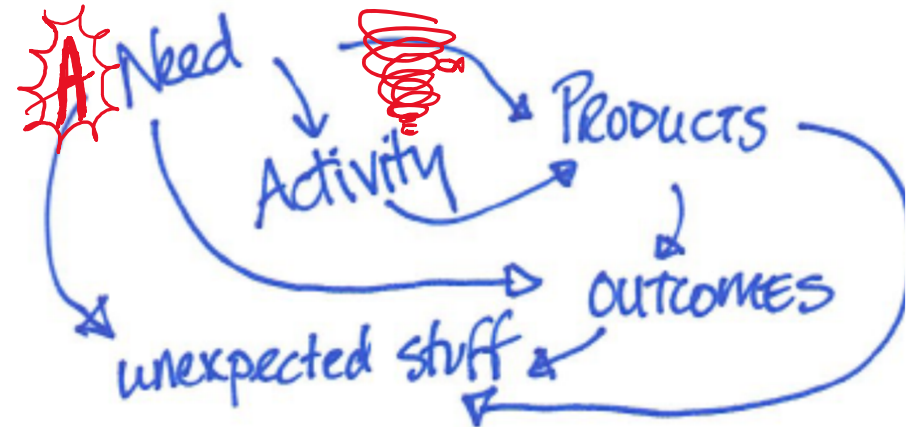 A Need
PRODUCTS
Activity
OUTCOMES
unexpected stuff